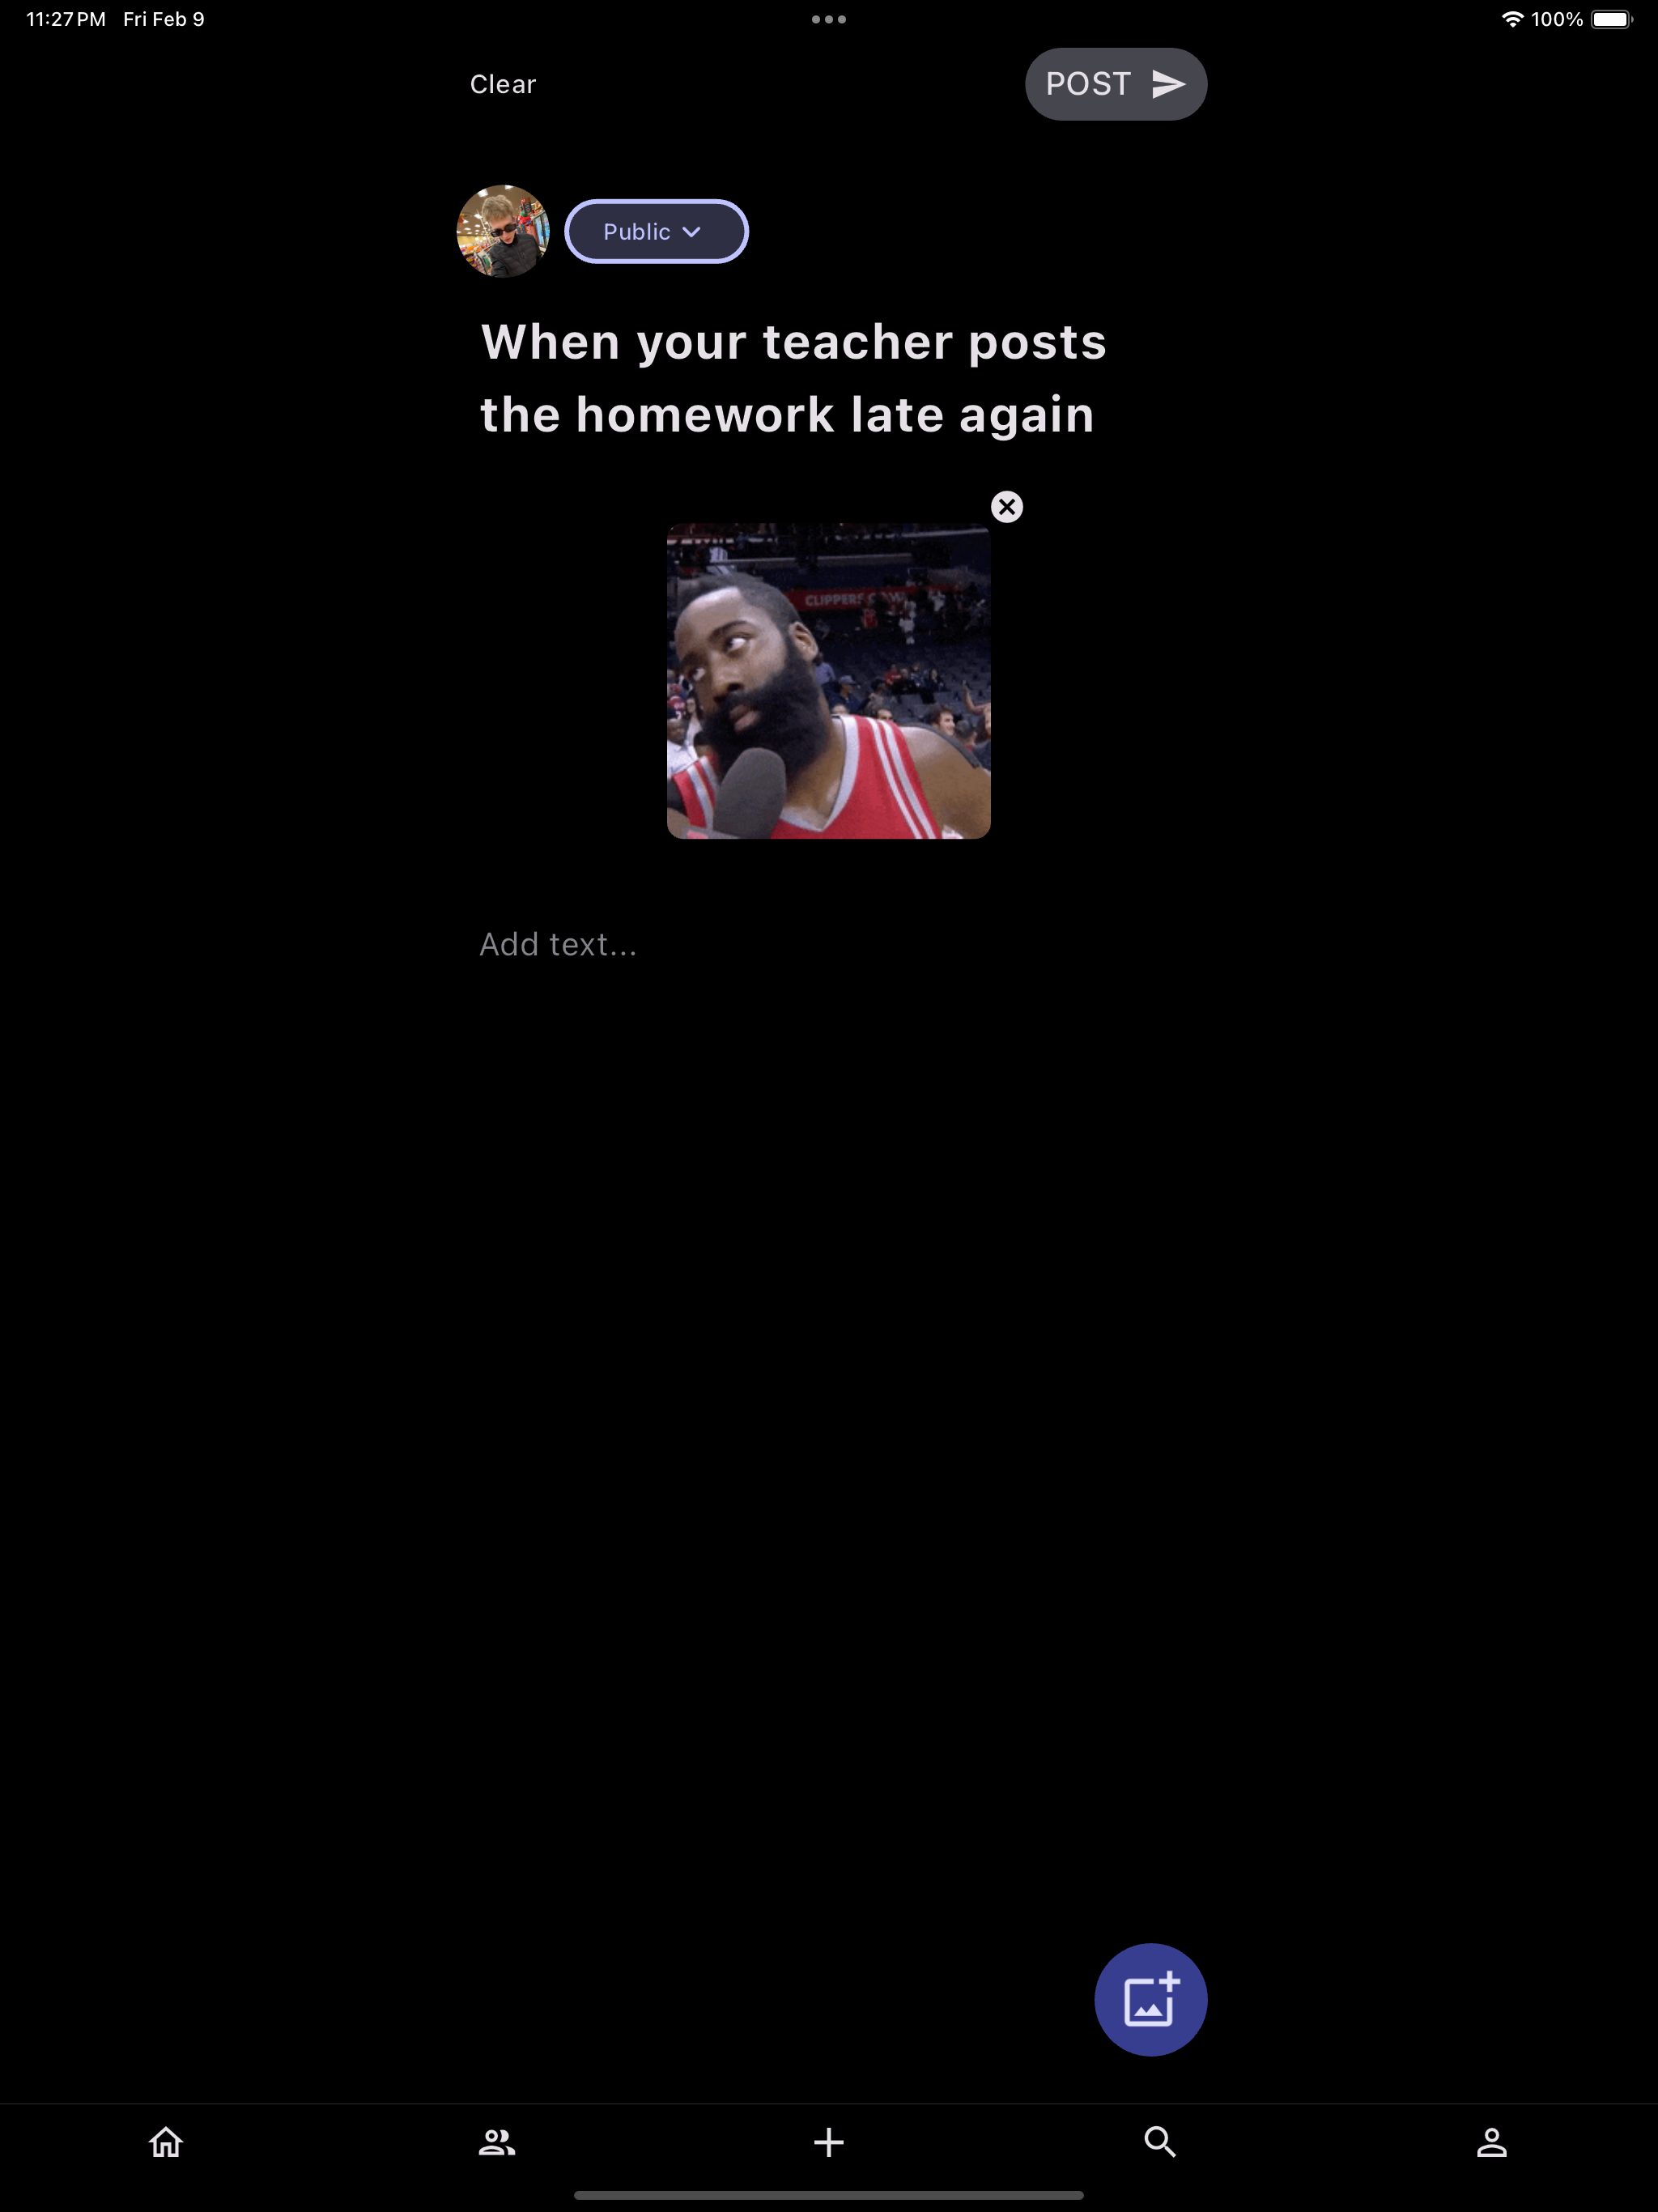 11:27 PM Fri Feb 9
100%
Clear
POST
Public
When your teacher posts
the homework late again
CLIPPERS
Add text...